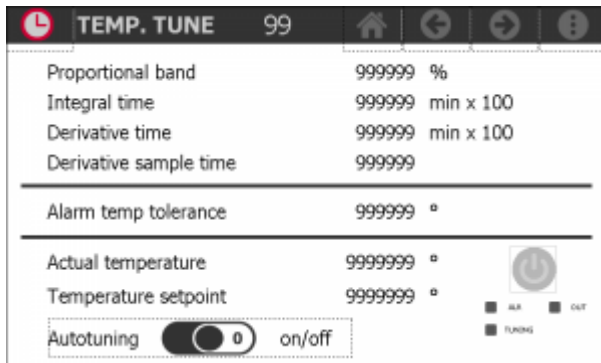 TEMP. TUNE 99
Proportional band 999999 %
Integral time 999999 min x 100
Derivative time 999999 min x 100
Derivative sample time 999999
Alarm temp tolerance 999999 °
Actual temperature 9999999 °
Temperature setpoint 9999999 °
ALR OUT
TUNING
Autotuning 0 on/off